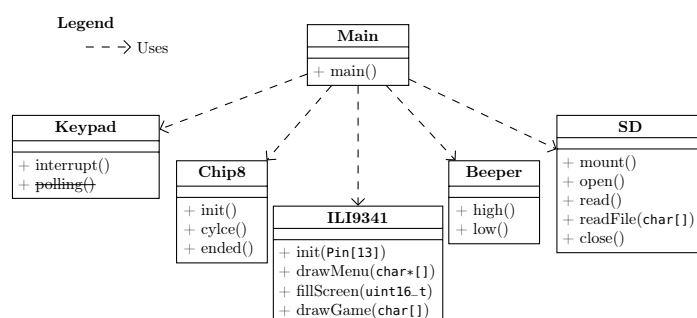 Legend
Uses
Main
+ main()
Keypad
+ interrupt()
+ polling()
Chip8
+ init()
+ cylce()
+ ended()
ILI9341
+ init(Pin[13])
+ drawMenu(char*[])
+ fillScreen(uint16_t)
+ drawGame(char[])
Beeper
+ high()
+ low()
SD
+ mount()
+ open()
+ read()
+ readFile(char[])
+ close()